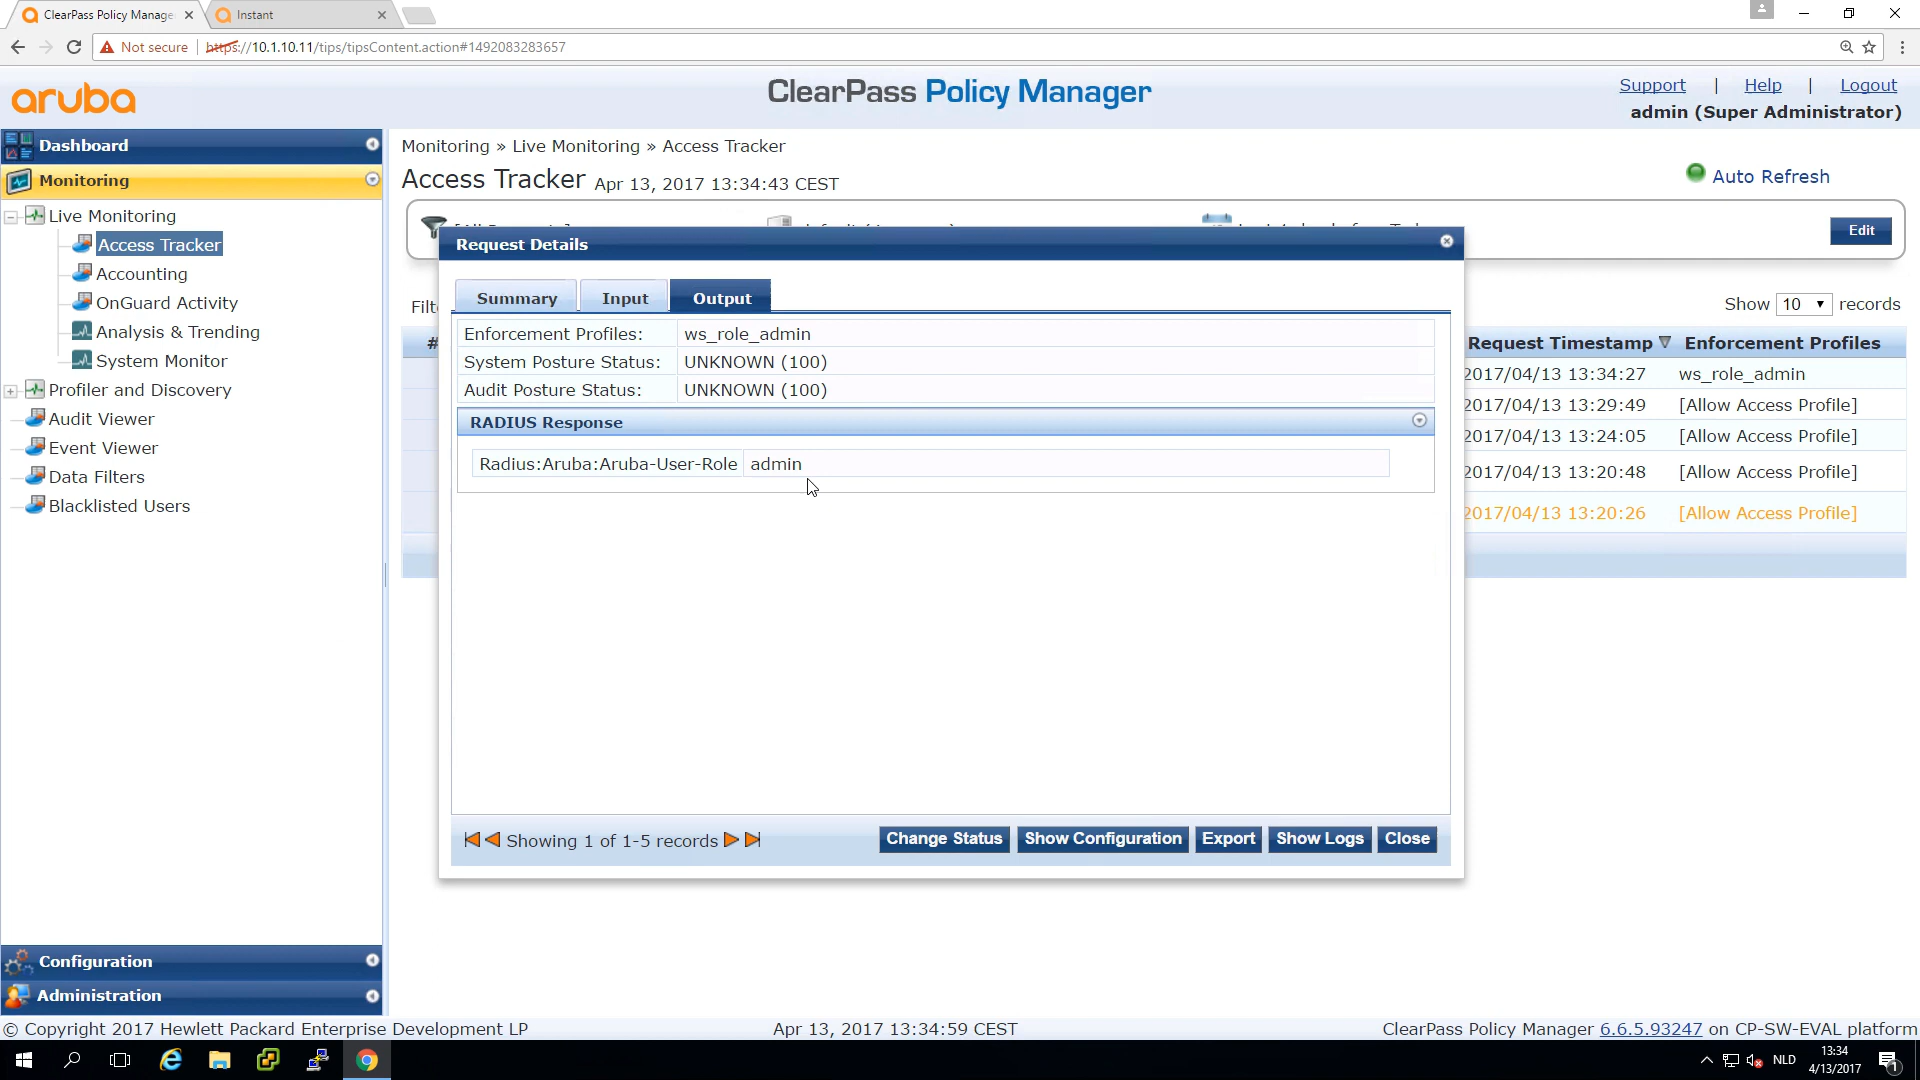 ClearPass Policy Manage
Instant
Not secure
https://10.1.10.11/tips/tipsContent.action#1492083283657
aruba
ClearPass Policy Manager
Support | Help | Logout
admin (Super Administrator)
Dashboard
Monitoring
Live Monitoring
Access Tracker
Accounting
OnGuard Activity
Analysis & Trending
System Monitor
Profiler and Discovery
Audit Viewer
Event Viewer
Data Filters
Blacklisted Users
Configuration
Administration
Monitoring » Live Monitoring » Access Tracker
Access Tracker Apr 13, 2017 13:34:43 CEST
Auto Refresh
Edit
Show 10 records
#
Request Timestamp Enforcement Profiles
2017/04/13 13:34:27 ws_role_admin
2017/04/13 13:29:49 [Allow Access Profile]
2017/04/13 13:24:05 [Allow Access Profile]
2017/04/13 13:20:48 [Allow Access Profile]
2017/04/13 13:20:26 [Allow Access Profile]
Request Details
Summary Input Output
Enforcement Profiles: ws_role_admin
System Posture Status: UNKNOWN (100)
Audit Posture Status: UNKNOWN (100)
RADIUS Response
Radius:Aruba:Aruba-User-Role admin
Showing 1 of 1-5 records
Change Status Show Configuration Export Show Logs Close
© Copyright 2017 Hewlett Packard Enterprise Development LP
Apr 13, 2017 13:34:59 CEST
ClearPass Policy Manager 6.6.5.93247 on CP-SW-EVAL platform
NLD
13:34
4/13/2017
1